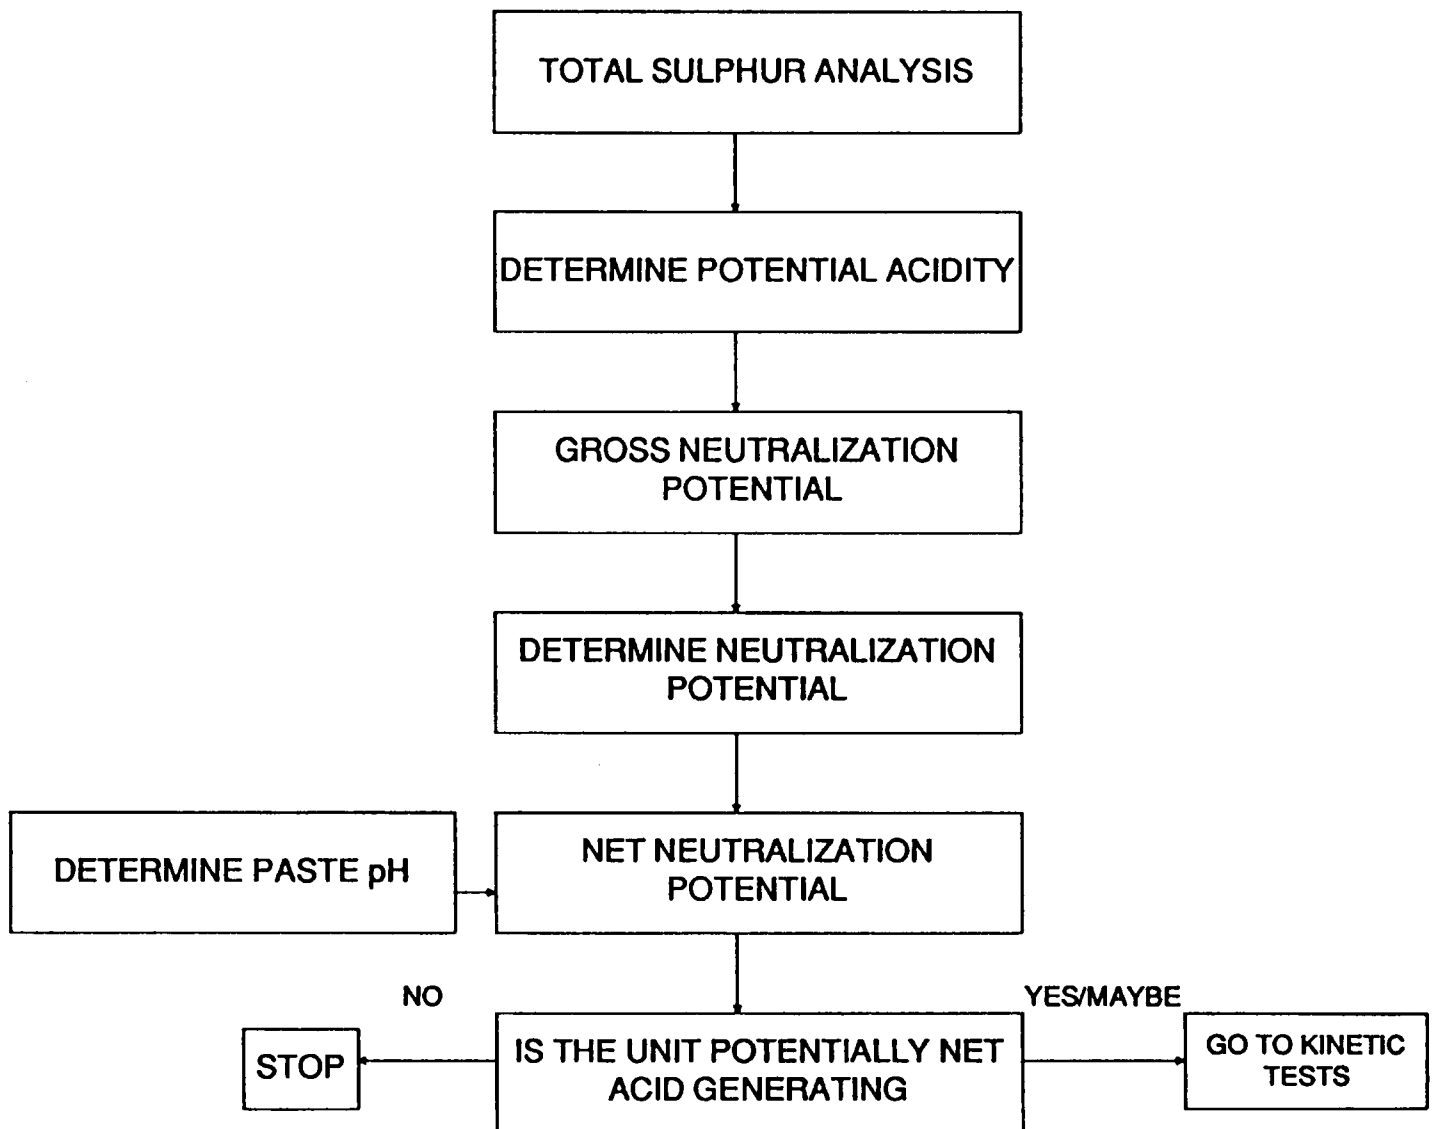 TOTAL SULPHUR ANALYSIS
DETERMINE POTENTIAL ACIDITY
GROSS NEUTRALIZATION
POTENTIAL
DETERMINE NEUTRALIZATION
POTENTIAL
DETERMINE PASTE pH
NET NEUTRALIZATION
POTENTIAL
NO
YES/MAYBE
STOP
IS THE UNIT POTENTIALLY NET
ACID GENERATING
GO TO KINETIC
TESTS